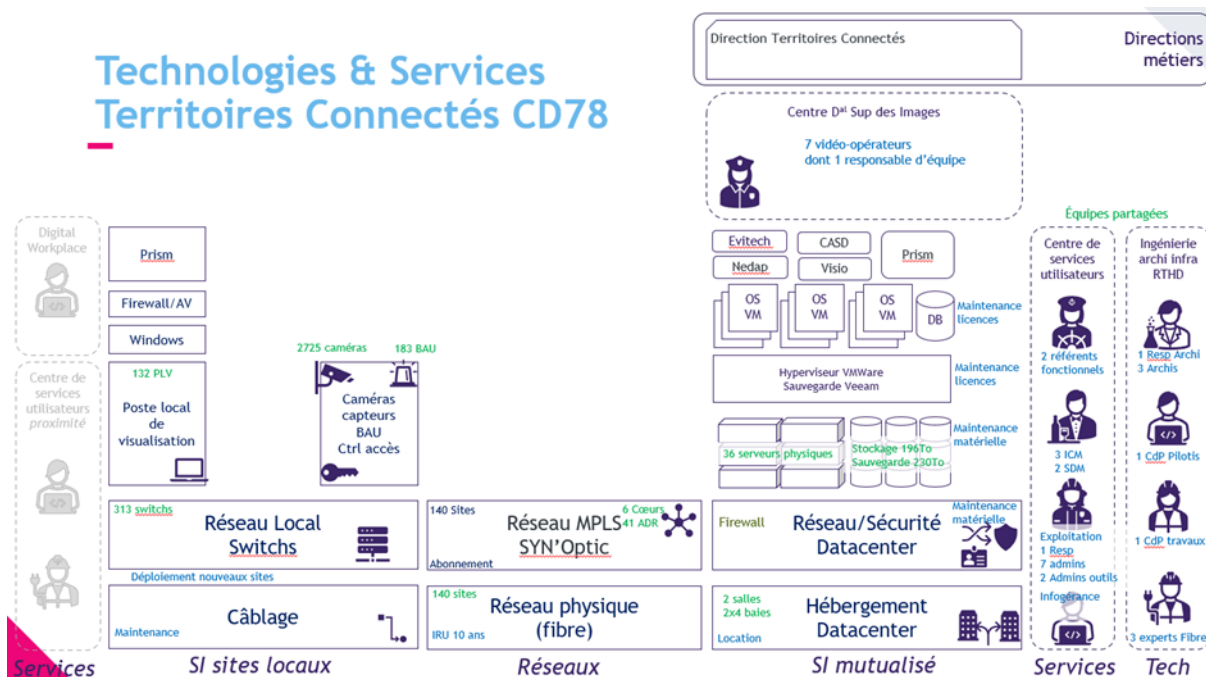 Technologies & Services
Territoires Connectés CD78
Direction Territoires Connectés
Directions
métiers
Centre Dal Sup des Images
7 vidéo-opérateurs
dont 1 responsable d'équipe
Équipes partagées
Digital
Workplace
Prism
Firewall/AV
Windows
Centre de
services
utilisateurs
proximité
132 PLV
Poste local
de
visualisation
2725 caméras
183 BAU
Caméras
capteurs
BAU
Ctrl accès
Evitech
CASD
Nedap
Visio
Prism
OS
VM
OS
VM
OS
VM
DB
Maintenance
licences
Hyperviseur VMWare
Sauvegarde Veeam
Maintenance
licences
36 serveurs physiques
Stockage 196To
Sauvegarde 230To
Maintenance
matérielle
313 switchs
Réseau Local
Switchs
140 Sites
Réseau MPLS
SYN'Optic
6 Cœurs
41 ADR
Abonnement
Firewall
Réseau/Sécurité
Datacenter
Maintenance
matérielle
Déploiement nouveaux sites
Câblage
Maintenance
140 sites
Réseau physique
(fibre)
IRU 10 ans
2 salles
2x4 baies
Location
Hébergement
Datacenter
Centre de
services
utilisateurs
2 référents
fonctionnels
3 ICM
2 SDM
Exploitation
1 Resp
7 admins
2 Admins outils
Infogérance
Ingénierie
archi infra
RTHD
1 Resp Archi
3 Archis
1 CdP Pilotis
1 CdP travaux
3 experts Fibre
Services
SI sites locaux
Réseaux
SI mutualisé
Services
Tech